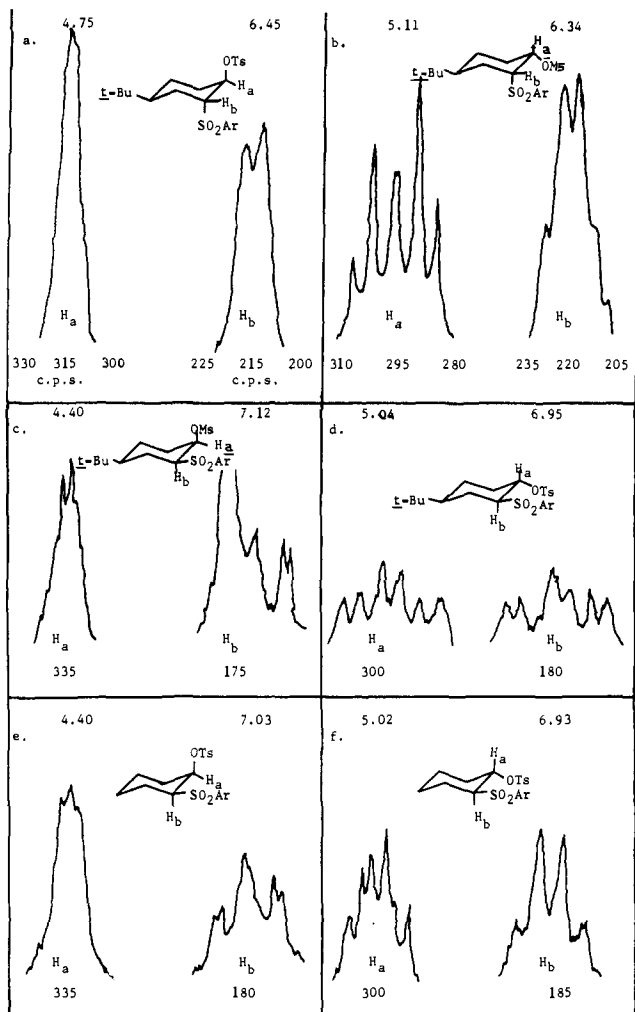 a.
4.75
6.45
OTs
t=Bu
Ha
Hb
SO2Ar
Ha
Hb
330 315 300
c.p.s.
225 215 200
c.p.s.
b.
5.11
6.34
H
a
OMs
t=Bu
Hb
SO2Ar
Ha
Hb
310 295 280
235 220 205
c.
4.40
7.12
OMs
H a
t=Bu
SO2Ar
Hb
Ha
Hb
335
175
d.
5.04
6.95
Ha
OTs
t=Bu
SO2Ar
Hb
Ha
Hb
300
180
e.
4.40
7.03
OTs
Ha
SO2Ar
Hb
Ha
Hb
335
180
f.
5.02
6.93
Ha
OTs
SO2Ar
Hb
Ha
Hb
300
185